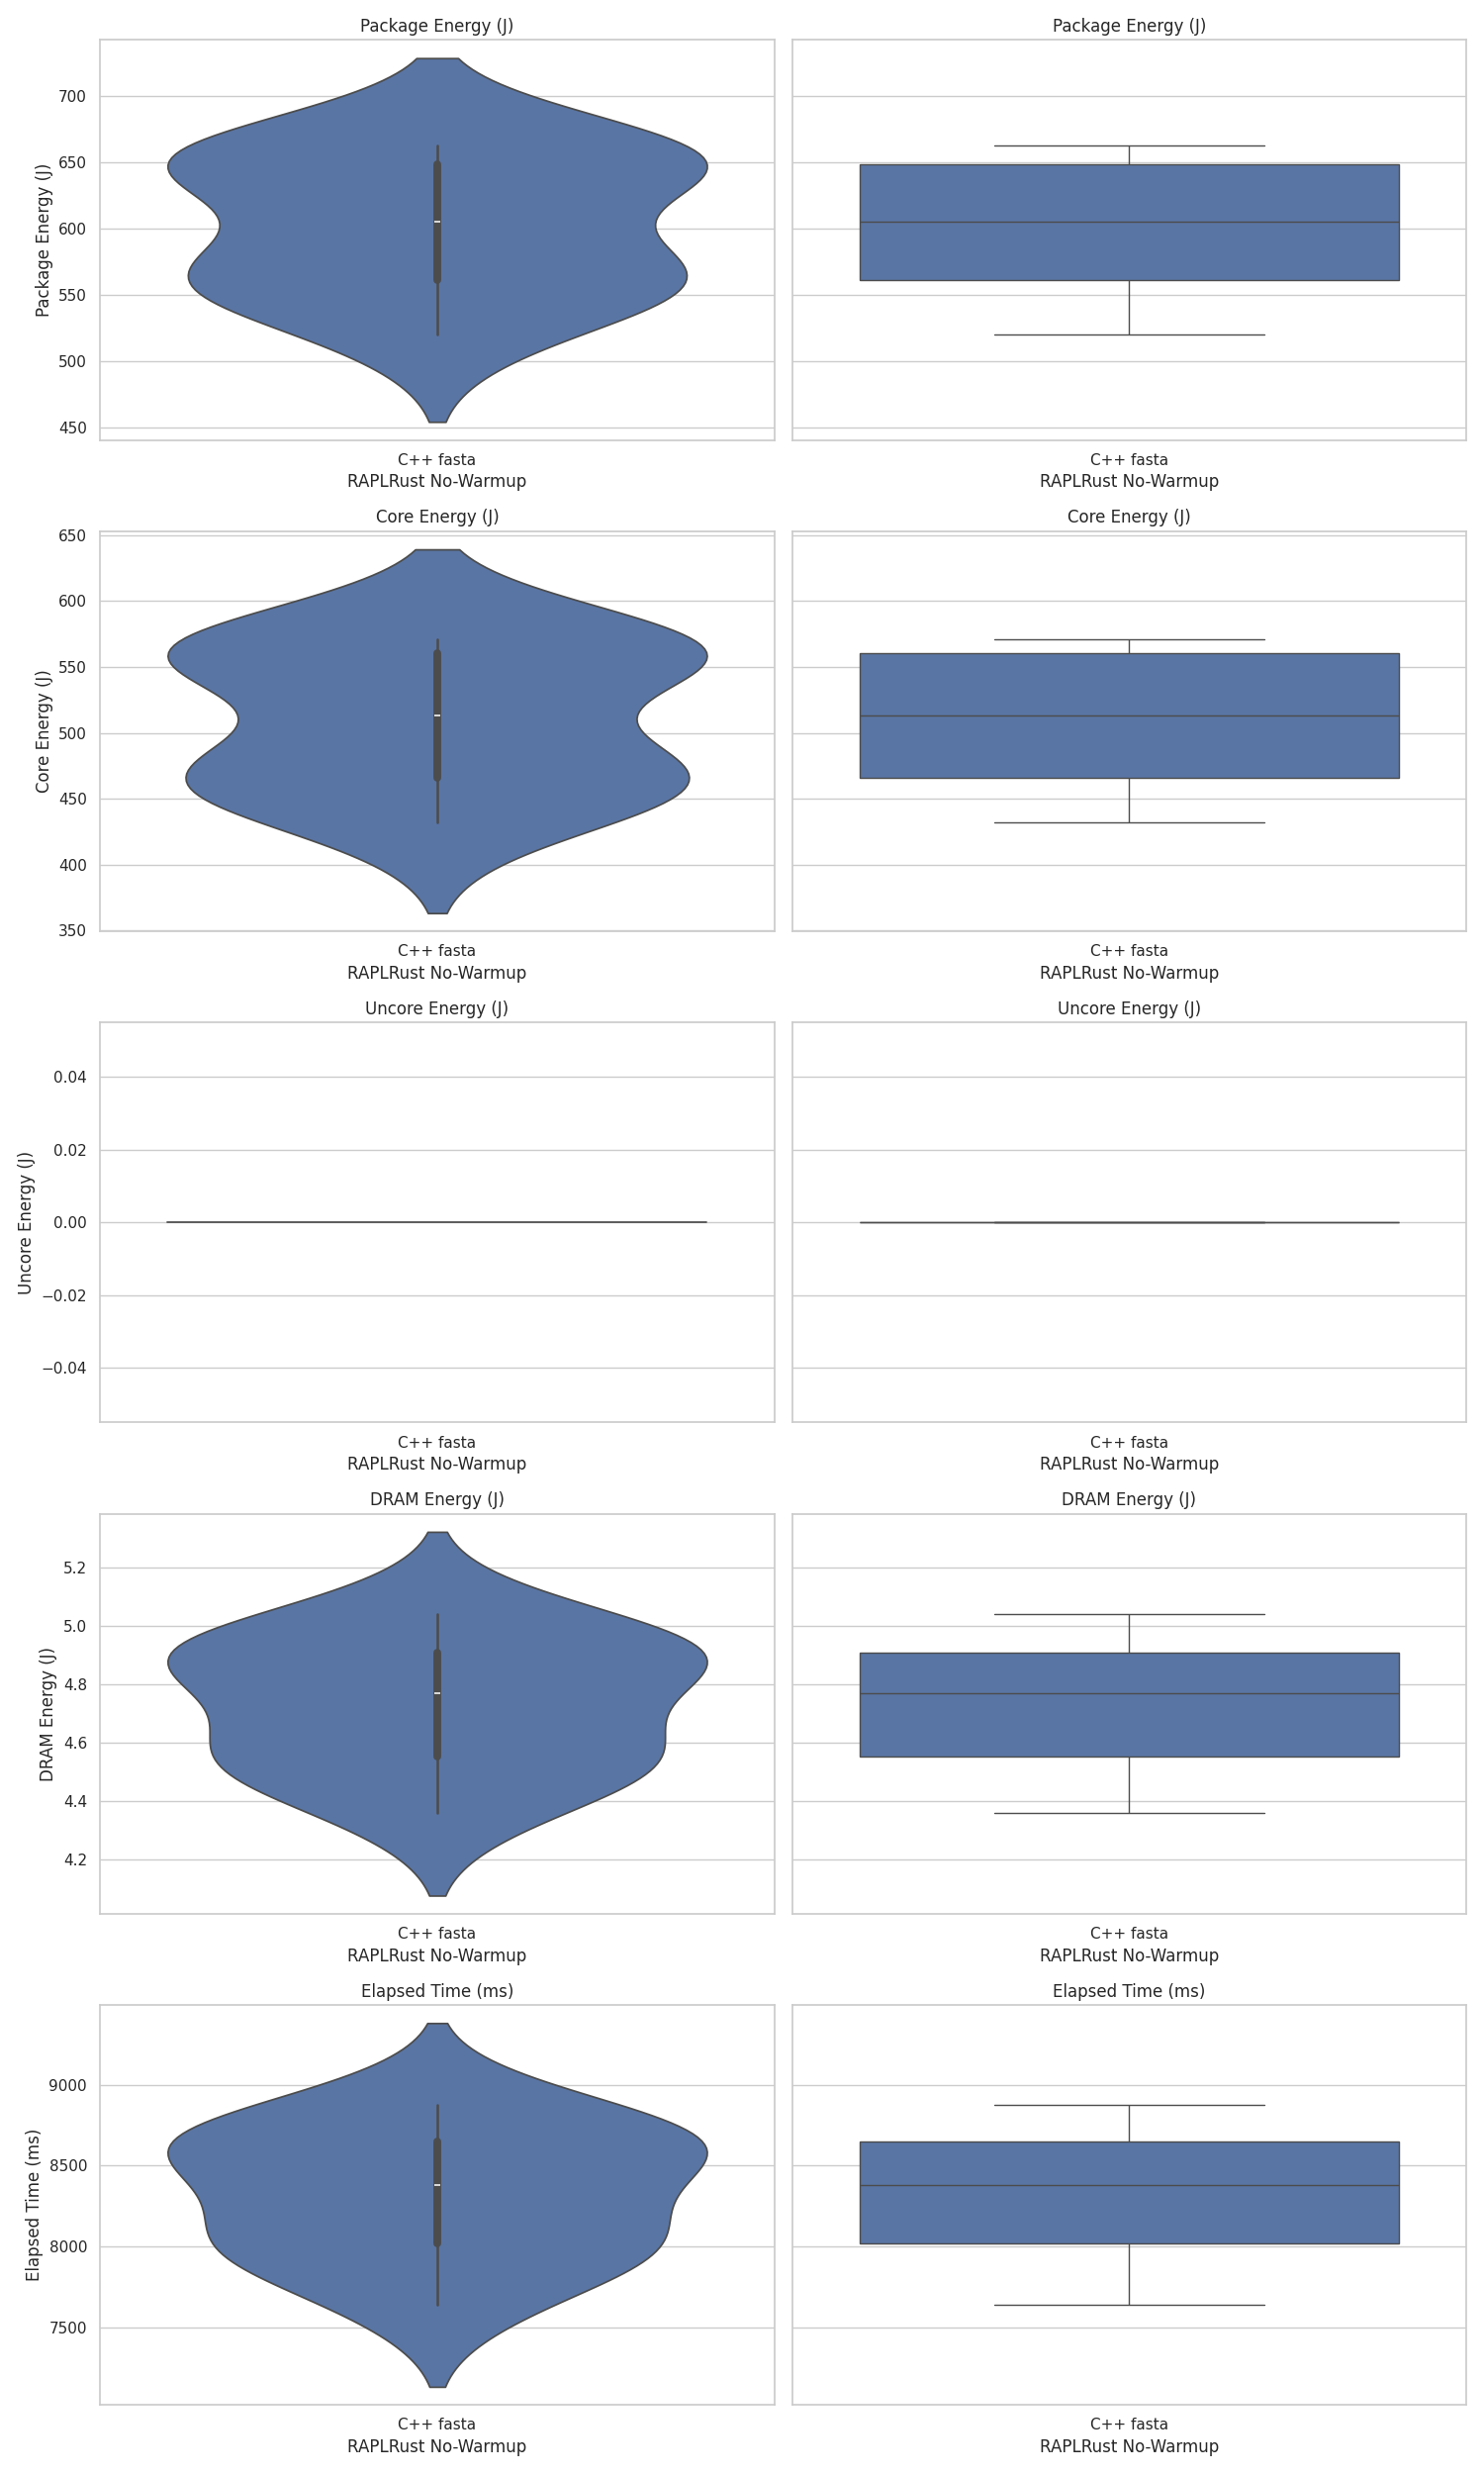 Package Energy (J)
Package Energy (J)
Package Energy (J)
700
650
600
550
500
450
C++ fasta
RAPLRust No-Warmup
C++ fasta
RAPLRust No-Warmup
Core Energy (J)
Core Energy (J)
Core Energy (J)
650
600
550
500
450
400
350
C++ fasta
RAPLRust No-Warmup
C++ fasta
RAPLRust No-Warmup
Uncore Energy (J)
Uncore Energy (J)
Uncore Energy (J)
0.04
0.02
0.00
−0.02
−0.04
C++ fasta
RAPLRust No-Warmup
C++ fasta
RAPLRust No-Warmup
DRAM Energy (J)
DRAM Energy (J)
DRAM Energy (J)
5.2
5.0
4.8
4.6
4.4
4.2
C++ fasta
RAPLRust No-Warmup
C++ fasta
RAPLRust No-Warmup
Elapsed Time (ms)
Elapsed Time (ms)
Elapsed Time (ms)
9000
8500
8000
7500
C++ fasta
RAPLRust No-Warmup
C++ fasta
RAPLRust No-Warmup